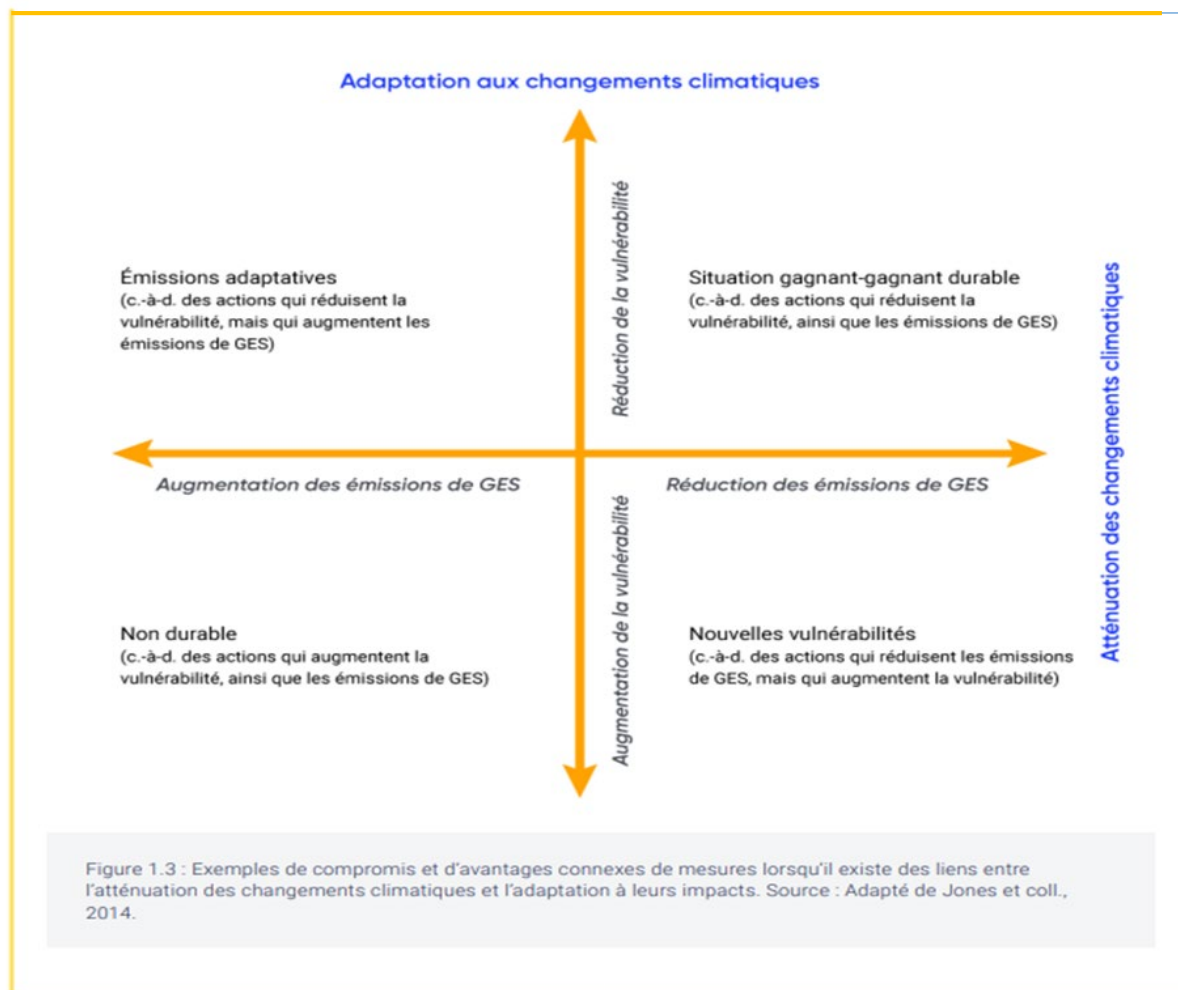 Adaptation aux changements climatiques
Réduction de la vulnérabilité
Émissions adaptatives
(c.-à-d. des actions qui réduisent la
vulnérabilité, mais qui augmentent les
émissions de GES)
Situation gagnant-gagnant durable
(c.-à-d. des actions qui réduisent la
vulnérabilité, ainsi que les émissions de GES)
Atténuation des changements climatiques
Augmentation des émissions de GES
Réduction des émissions de GES
Augmentation de la vulnérabilité
Non durable
(c.-à-d. des actions qui augmentent la
vulnérabilité, ainsi que les émissions de GES)
Nouvelles vulnérabilités
(c.-à-d. des actions qui réduisent les émissions
de GES, mais qui augmentent la vulnérabilité)
Figure 1.3 : Exemples de compromis et d'avantages connexes de mesures lorsqu'il existe des liens entre
l'atténuation des changements climatiques et l'adaptation à leurs impacts. Source : Adapté de Jones et coll.,
2014.